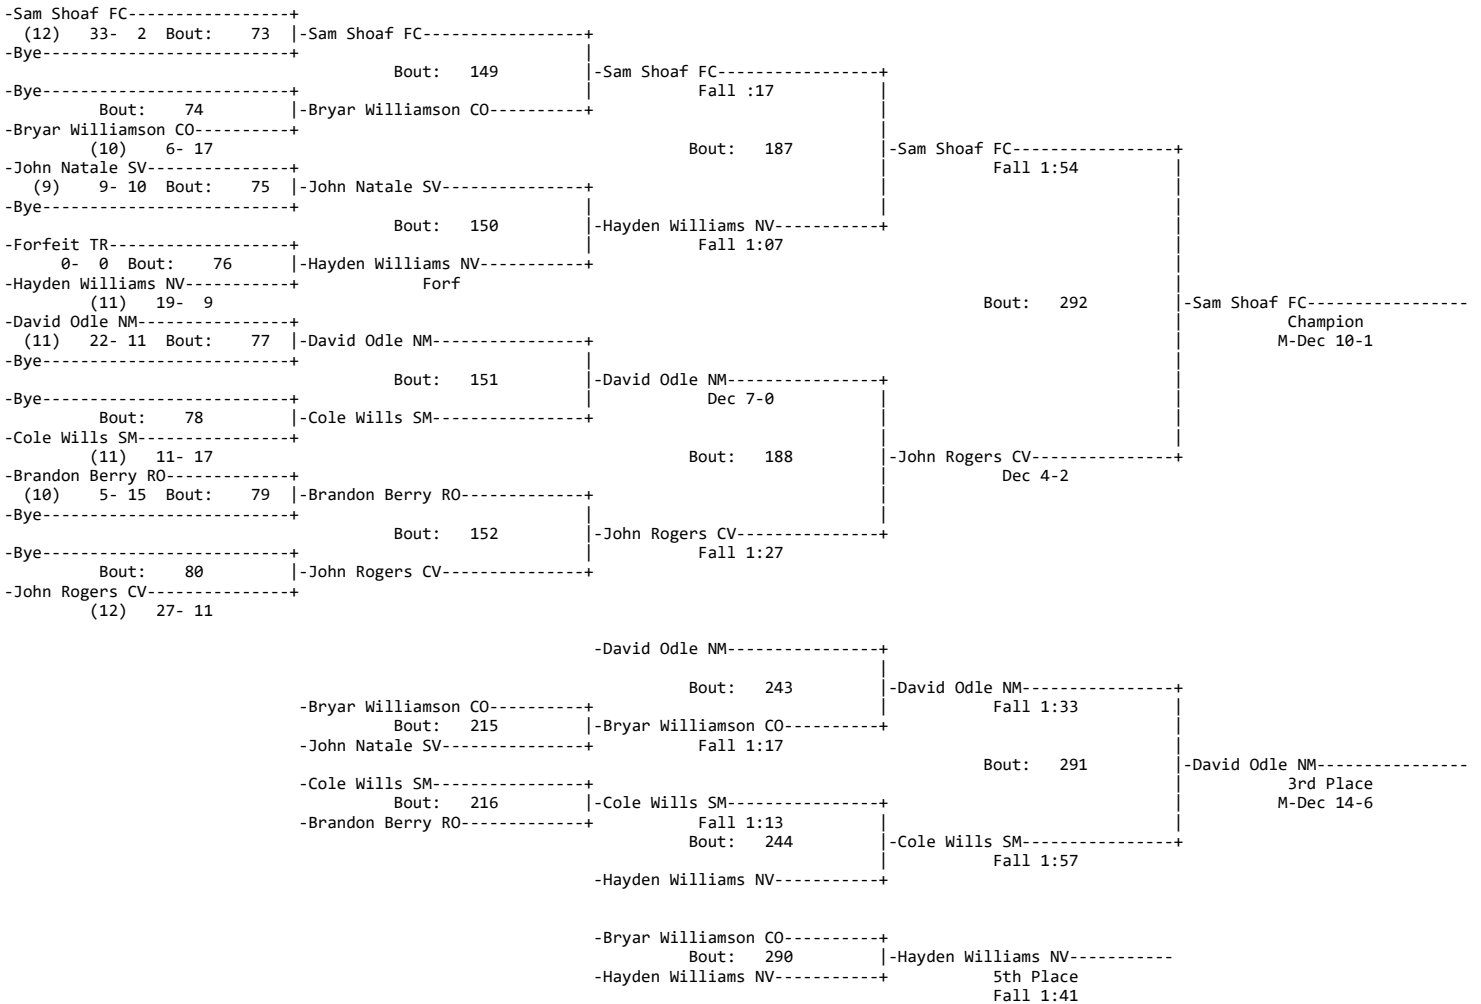 -Sam Shoaf FC-----------------+
(12) 33- 2 Bout: 73 |-Sam Shoaf FC-----------------+
-Bye--------------------------+ |
Bout: 149 |-Sam Shoaf FC-----------------+
-Bye--------------------------+ | Fall :17 |
Bout: 74 |-Bryar Williamson CO----------+ |
-Bryar Williamson CO----------+ |
(10) 6- 17 Bout: 187 |-Sam Shoaf FC-----------------+
-John Natale SV---------------+ | Fall 1:54 |
(9) 9- 10 Bout: 75 |-John Natale SV---------------+ | |
-Bye--------------------------+ | | |
Bout: 150 |-Hayden Williams NV-----------+ |
-Forfeit TR-------------------+ | Fall 1:07 |
0- 0 Bout: 76 |-Hayden Williams NV-----------+ |
-Hayden Williams NV-----------+ Forf |
(11) 19- 9 Bout: 292 |-Sam Shoaf FC-----------------
-David Odle NM----------------+ | Champion
(11) 22- 11 Bout: 77 |-David Odle NM----------------+ | M-Dec 10-1
-Bye--------------------------+ | |
Bout: 151 |-David Odle NM----------------+ |
-Bye--------------------------+ | Dec 7-0 | |
Bout: 78 |-Cole Wills SM----------------+ | |
-Cole Wills SM----------------+ | |
(11) 11- 17 Bout: 188 |-John Rogers CV---------------+
-Brandon Berry RO-------------+ | Dec 4-2
(10) 5- 15 Bout: 79 |-Brandon Berry RO-------------+ |
-Bye--------------------------+ | |
Bout: 152 |-John Rogers CV---------------+
-Bye--------------------------+ | Fall 1:27
Bout: 80 |-John Rogers CV---------------+
-John Rogers CV---------------+
(12) 27- 11
-David Odle NM----------------+
|
Bout: 243 |-David Odle NM----------------+
-Bryar Williamson CO----------+ | Fall 1:33 |
Bout: 215 |-Bryar Williamson CO----------+ |
-John Natale SV---------------+ Fall 1:17 |
Bout: 291 |-David Odle NM----------------
-Cole Wills SM----------------+ | 3rd Place
Bout: 216 |-Cole Wills SM----------------+ | M-Dec 14-6
-Brandon Berry RO-------------+ Fall 1:13 | |
Bout: 244 |-Cole Wills SM----------------+
| Fall 1:57
-Hayden Williams NV-----------+
-Bryar Williamson CO----------+
Bout: 290 |-Hayden Williams NV-----------
-Hayden Williams NV-----------+ 5th Place
Fall 1:41